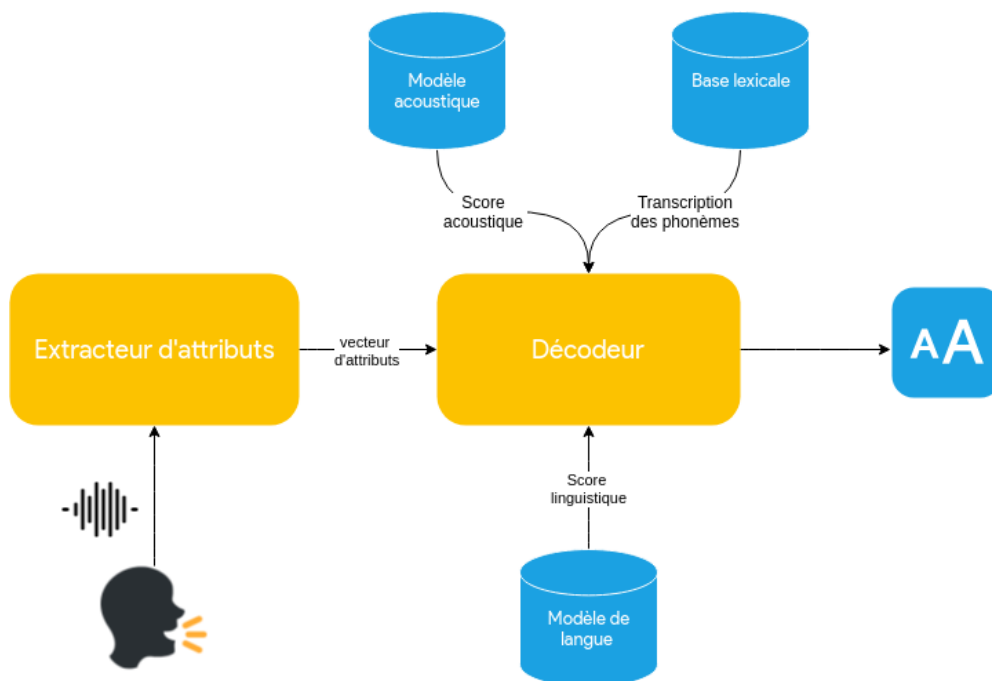 Modèle
acoustique
Base lexicale
Score
acoustique
Transcription
des phonèmes
Extracteur d'attributs
vecteur
d'attributs
Décodeur
AA
Score
linguistique
Modèle de
langue